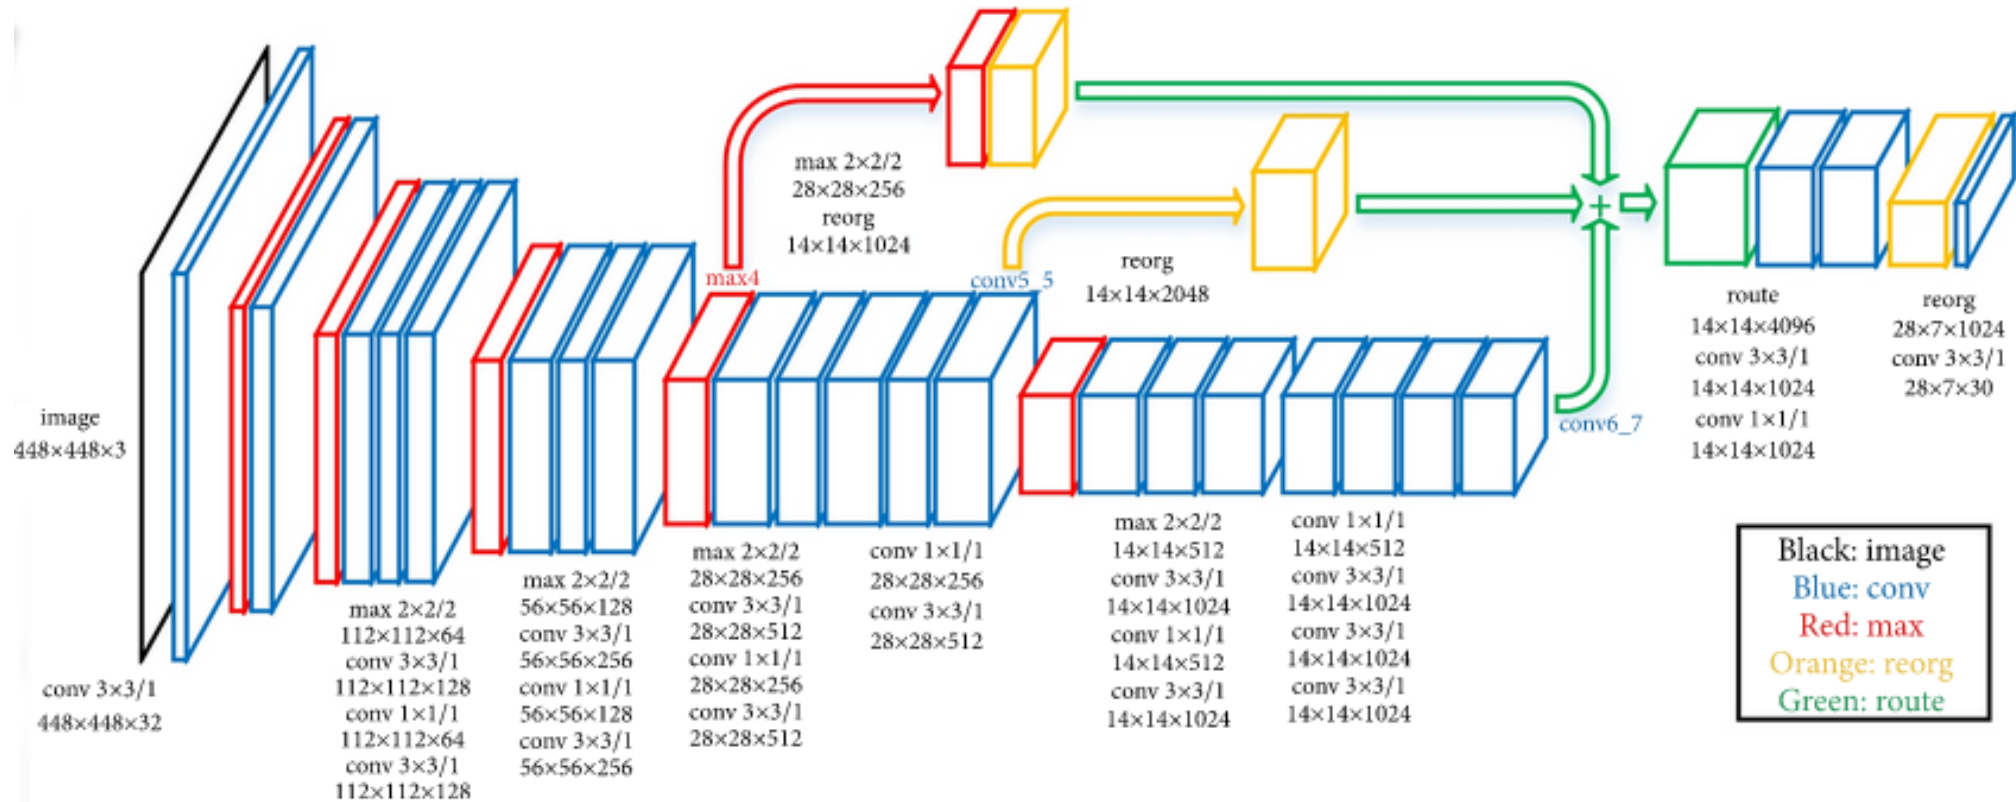 image
448×448×3
conv 3×3/1
448×448×32
max 2×2/2
112×112×64
conv 3×3/1
112×112×128
conv 1×1/1
112×112×64
conv 3×3/1
112×112×128
max 2×2/2
56×56×128
conv 3×3/1
56×56×256
conv 1×1/1
56×56×128
conv 3×3/1
56×56×256
max4
max 2×2/2
28×28×256
reorg
14×14×1024
max 2×2/2
28×28×256
conv 3×3/1
28×28×512
conv 1×1/1
28×28×256
conv 3×3/1
28×28×512
conv 1×1/1
28×28×256
conv 3×3/1
28×28×512
conv5_5
reorg
14×14×2048
max 2×2/2
14×14×512
conv 3×3/1
14×14×1024
conv 1×1/1
14×14×512
conv 3×3/1
14×14×1024
conv 1×1/1
14×14×512
conv 3×3/1
14×14×1024
conv 3×3/1
14×14×1024
conv 3×3/1
14×14×1024
conv6_7
+
route
14×14×4096
conv 3×3/1
14×14×1024
conv 1×1/1
14×14×1024
reorg
28×7×1024
conv 3×3/1
28×7×30
Black: image
Blue: conv
Red: max
Orange: reorg
Green: route